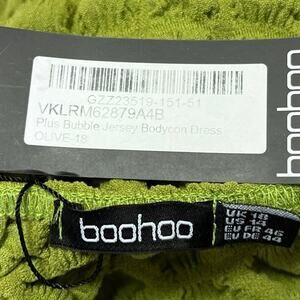 GZZ23519-151-51
VKLRM62879A4B
Plus Bubble Jersey Bodycon Dress
OLIVE-18
boohoo
boohoo
UK 18
US 14
EU FR 46
EU DE 44